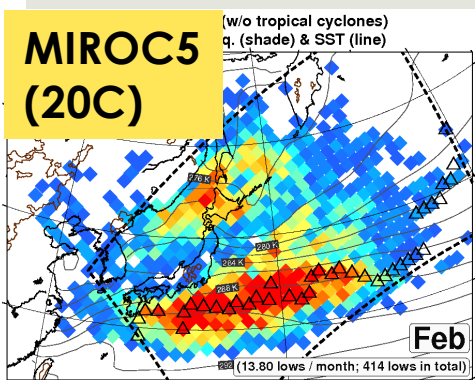 MIROC5
(20C)
(w/o tropical cyclones)
q. (shade) & SST (line)
276 K
280 K
284 K
288 K
292
Feb
(13.80 lows / month; 414 lows in total)